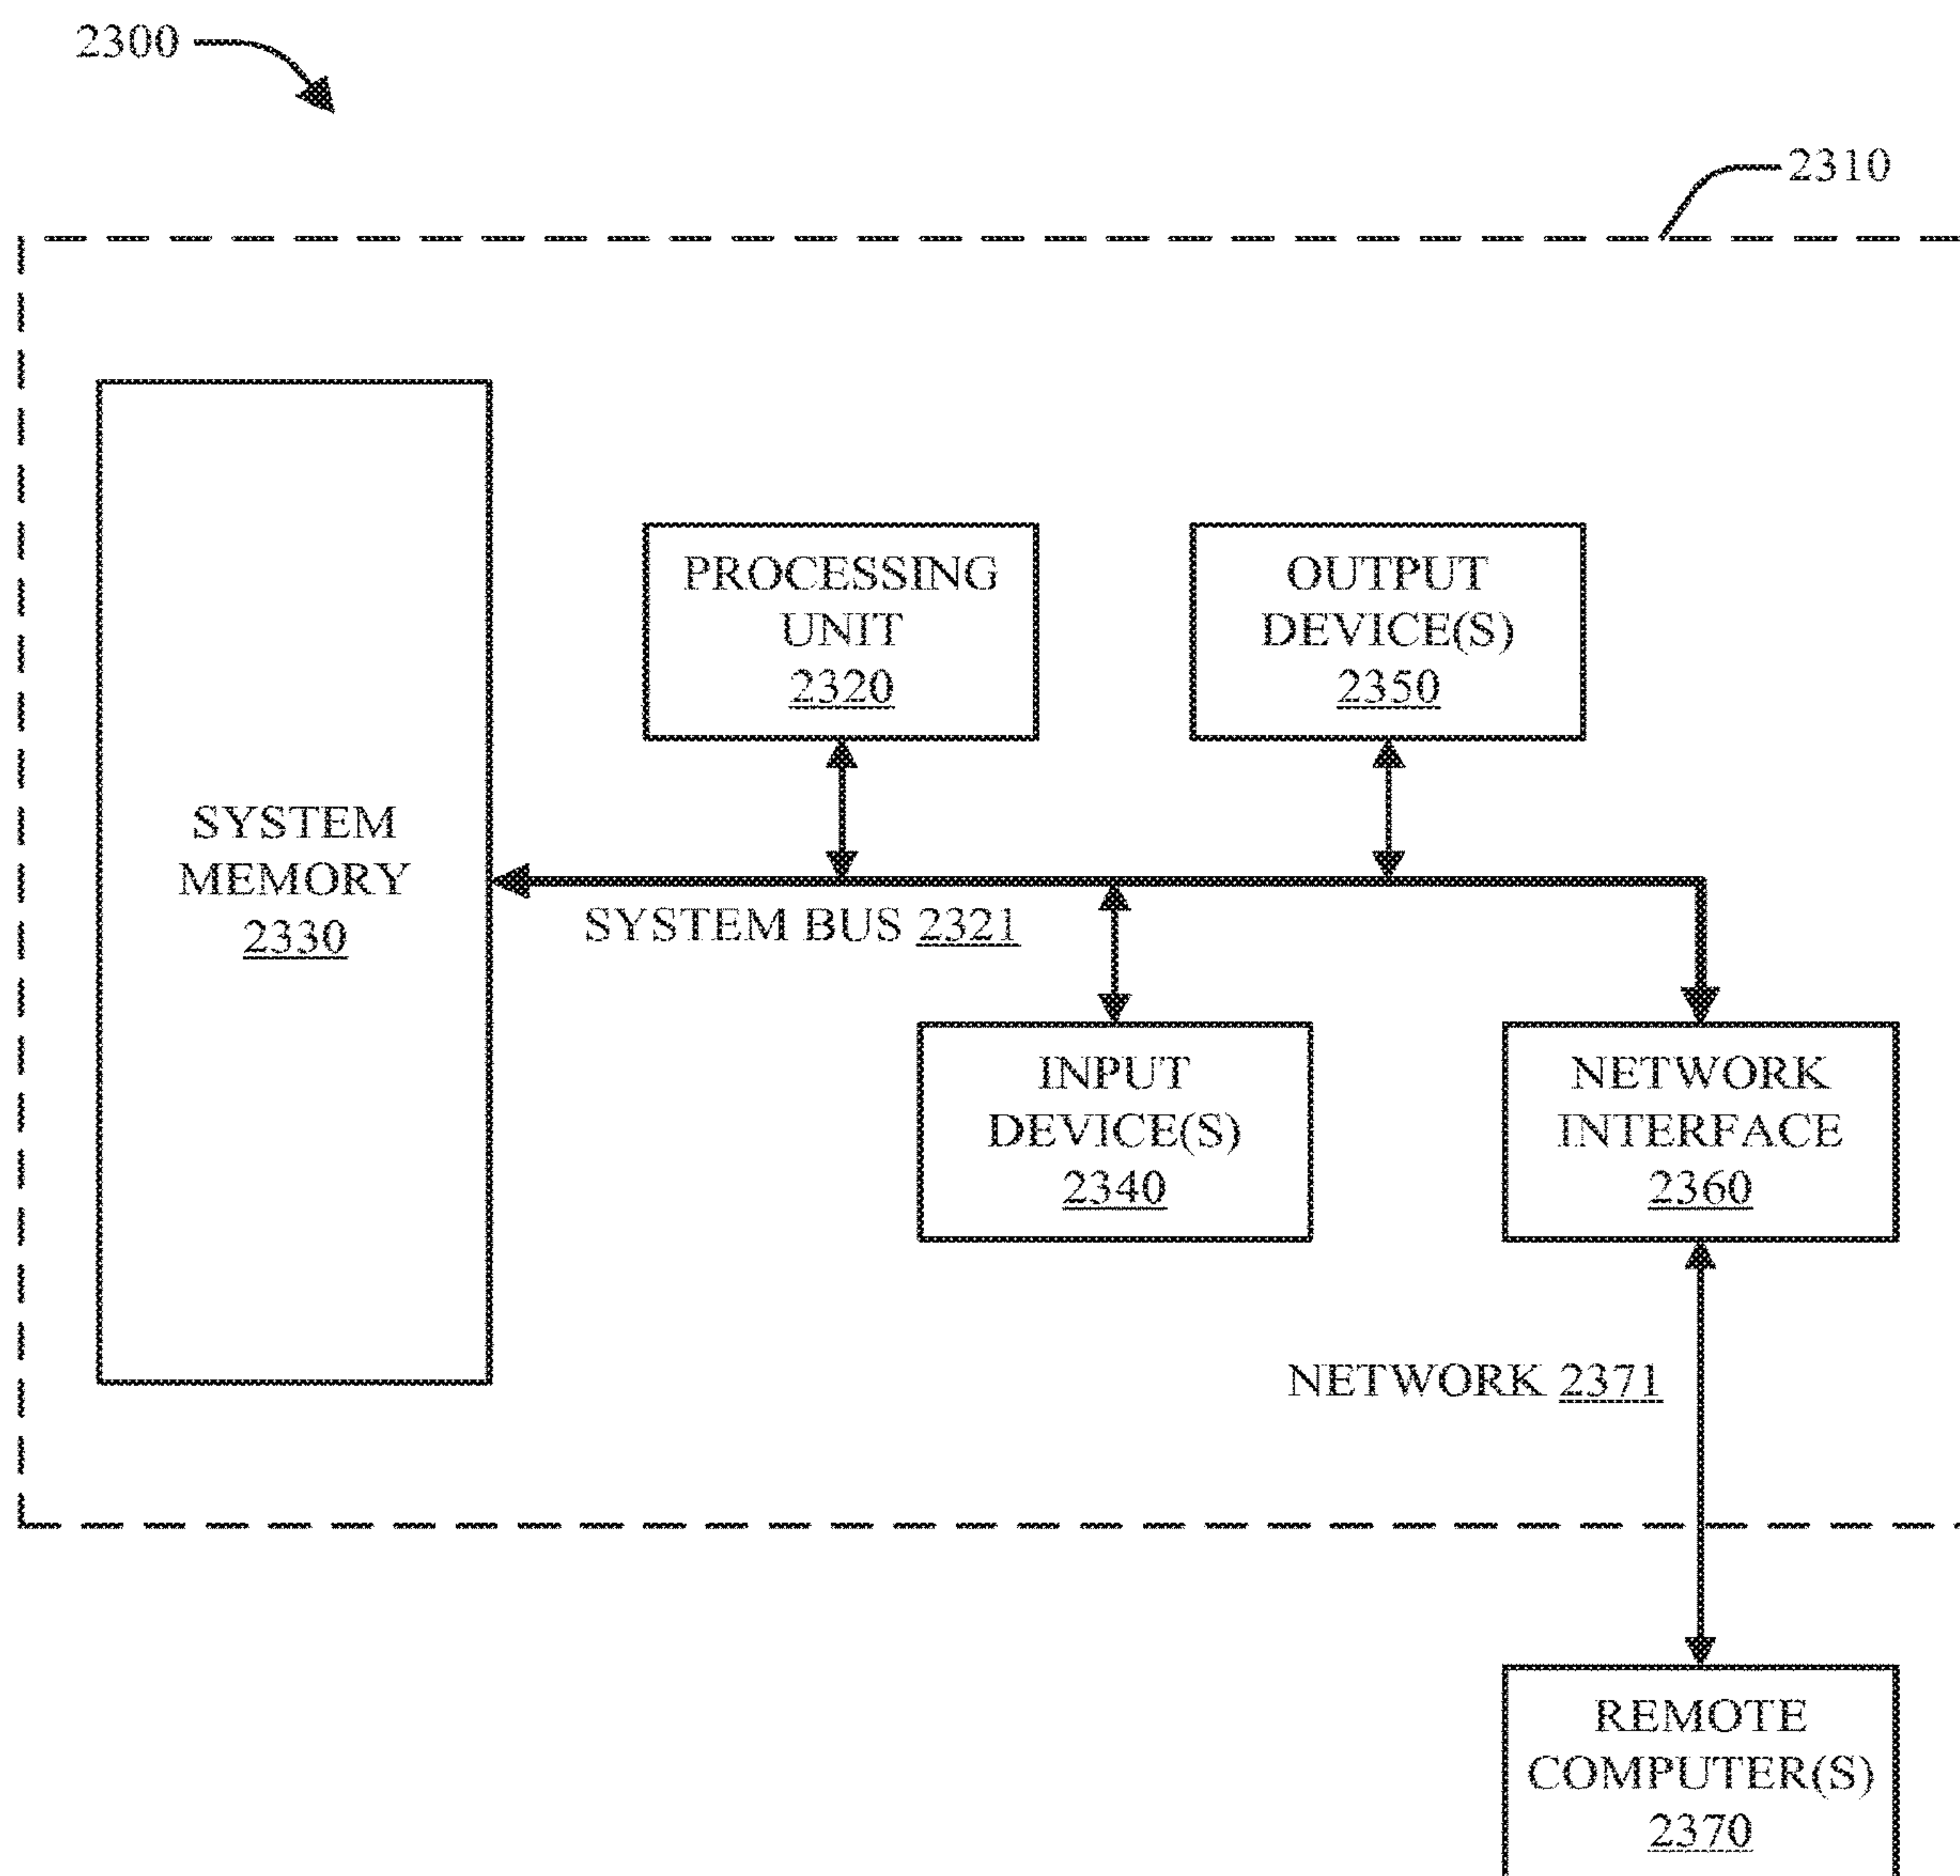 2300
2310
PROCESSING
UNIT
2320
OUTPUT
DEVICE(S)
2350
SYSTEM
MEMORY
2330
SYSTEM BUS 2321
INPUT
DEVICE(S)
2340
NETWORK
INTERFACE
2360
NETWORK 2371
REMOTE
COMPUTER(S)
2370